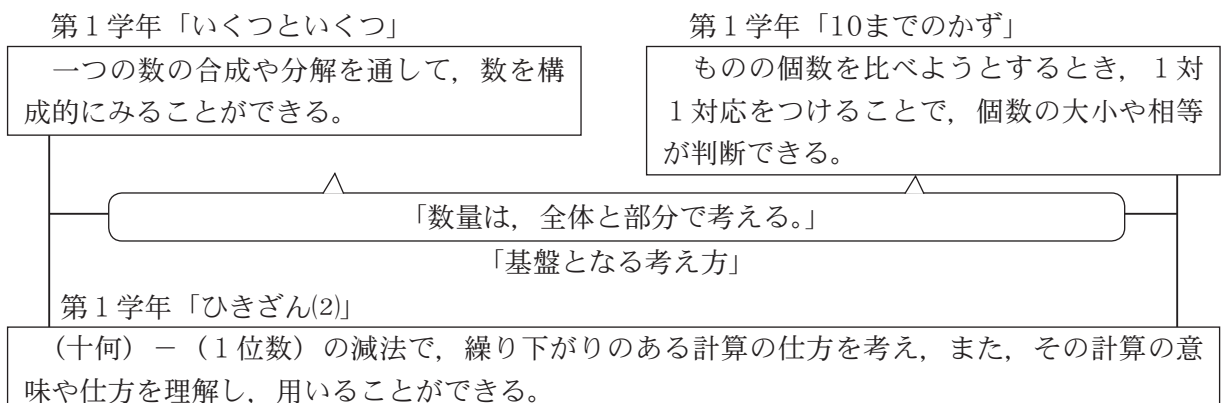 第１学年「いくつといくつ」
一つの数の合成や分解を通して，数を構
成的にみることができる。
第１学年「10までのかず」
ものの個数を比べようとするとき，１対
１対応をつけることで，個数の大小や相等
が判断できる。
「数量は，全体と部分で考える。」
「基盤となる考え方」
第１学年「ひきざん⑵」
（十何）－（１位数）の減法で，繰り下がりのある計算の仕方を考え，また，その計算の意
味や仕方を理解し，用いることができる。